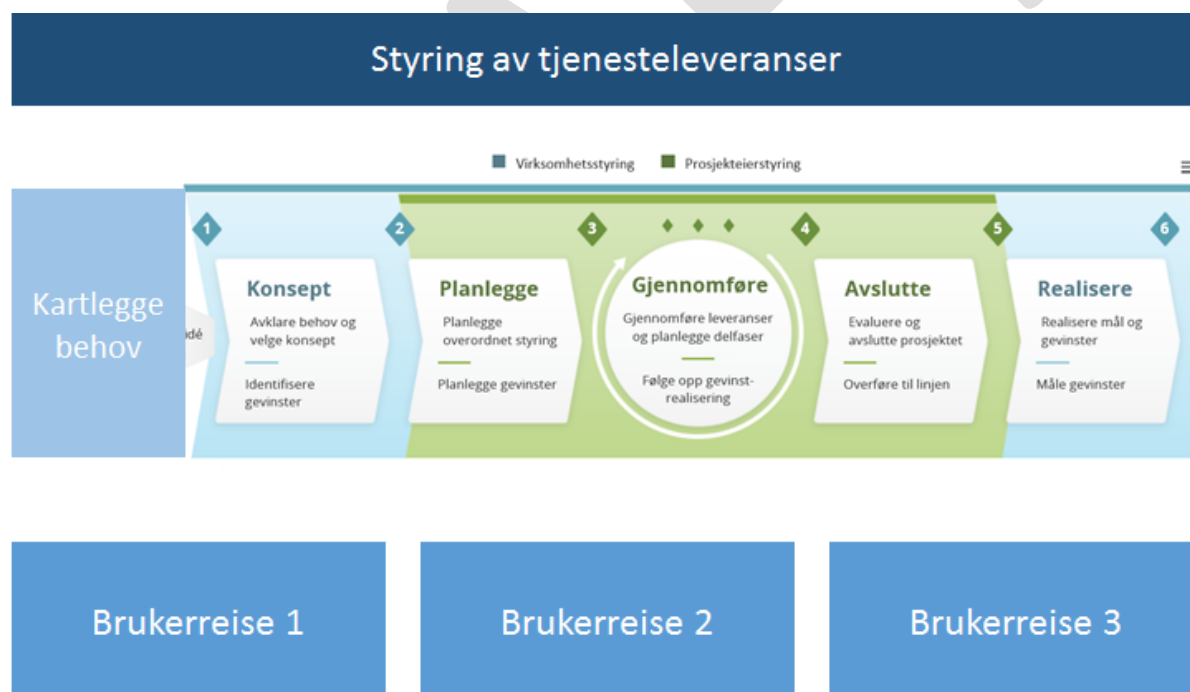 Styring av tjenesteleveranser
Virksomhetsstyring
Prosjekteierstyring
Kartlegge
behov
1
2
3
4
5
6
Konsept
Avklare behov og
velge konsept
Identifisere
gevinster
Planlegge
Planlegge
overordnet styring
Planlegge gevinster
Gjennomføre
Gjennomføre leveranser
og planlegge delfaser
Følge opp gevinst-
realisering
Avslutte
Evaluere og
avslutte prosjektet
Overføre til linjen
Realisere
Realisere mål og
gevinster
Måle gevinster
Brukerreise 1
Brukerreise 2
Brukerreise 3